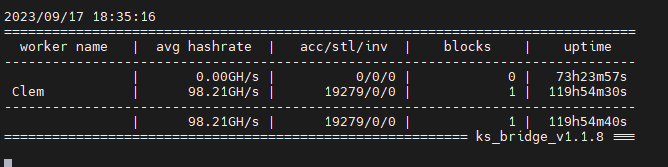 2023/09/17 18:35:16
===============================================================================
  worker name   |  avg hashrate  |   acc/stl/inv  |    blocks    |    uptime
-------------------------------------------------------------------------------
                |       0.00GH/s |          0/0/0 |            0 |   73h23m57s
 Clem           |      98.21GH/s |      19279/0/0 |            1 |  119h54m30s
-------------------------------------------------------------------------------
                |      98.21GH/s |      19279/0/0 |            1 |  119h54m40s
========================================================== ks_bridge_v1.1.8 ===